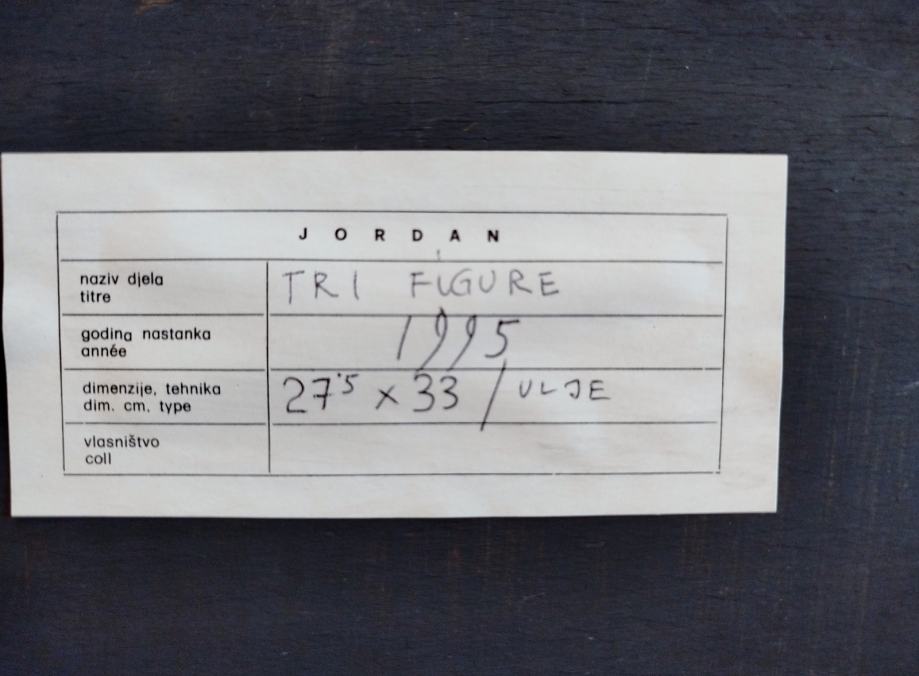 JORDAN
naziv djela
titre
TRI FIGURE
godina nastanka
année
1995
dimenzije, tehnika
dim. cm. type
27'5 x 33 / ULJE
vlasništvo
coll